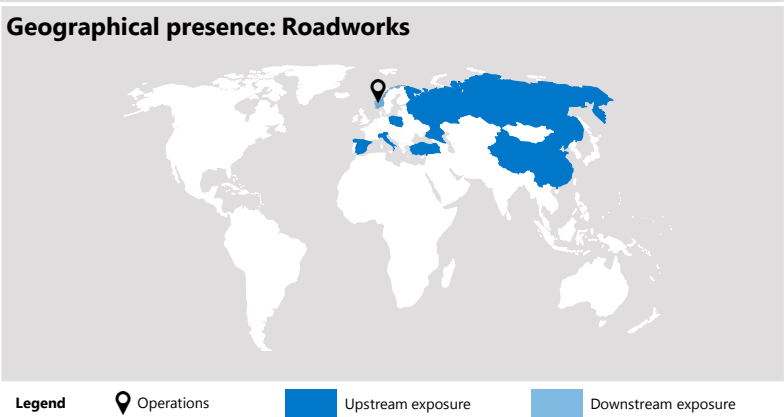 Geographical presence: Roadworks
Legend Operations Upstream exposure Downstream exposure